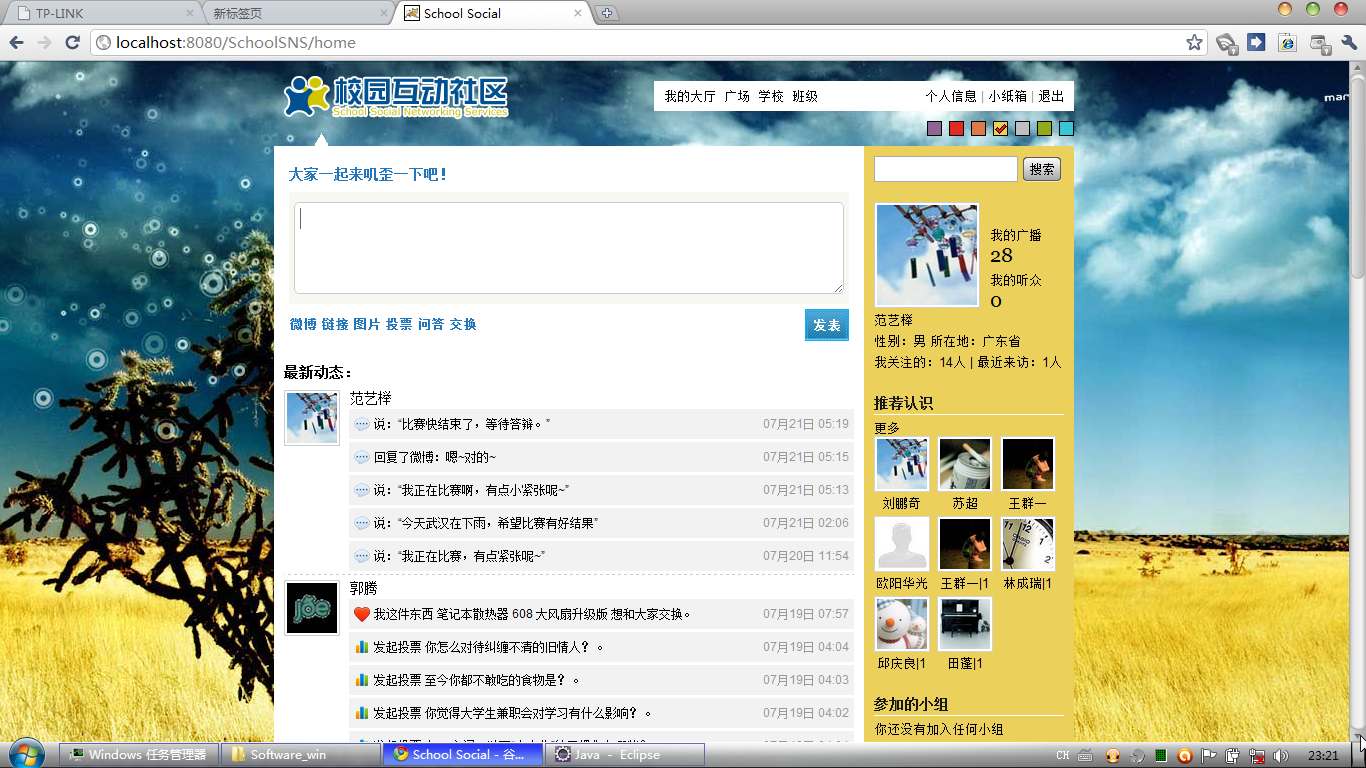 TP-LINK
新标签页
School Social
localhost:8080/SchoolSNS/home
校园互动社区
School Social Networking Services
我的大厅 广场 学校 班级
个人信息 | 小纸箱 | 退出
mar
大家一起来叽歪一下吧!
搜索
我的广播
28
我的听众
0
范艺榉
性别：男 所在地：广东省
我关注的：14人 | 最近来访：1人
微博 链接 图片 投票 问答 交换
发表
最新动态：
范艺榉
说：“比赛快结束了，等待答辩。” 07月21日 05:19
回复了微博：嗯~对的~ 07月21日 05:15
说：“我正在比赛啊，有点小紧张呢~” 07月21日 05:13
说：“今天武汉在下雨，希望比赛有好结果” 07月21日 02:06
说：“我正在比赛，有点紧张呢~” 07月20日 11:54
郭腾
joe
我这件东西 笔记本散热器 608 大风扇升级版 想和大家交换。 07月19日 07:57
发起投票 你怎么对待纠缠不清的旧情人？ 。 07月19日 04:04
发起投票 至今你都不敢吃的食物是？ 。 07月19日 04:03
发起投票 你觉得大学生兼职会对学习有什么影响？ 。 07月19日 04:02
推荐认识
更多
刘鹏奇 苏超 王群一
欧阳华光 王群一|1 林成瑞|1
邱庆良|1 田蓬|1
参加的小组
你还没有加入任何小组
Windows 任务管理器
Software_win
School Social - 谷...
Java - Eclipse
CH
23:21